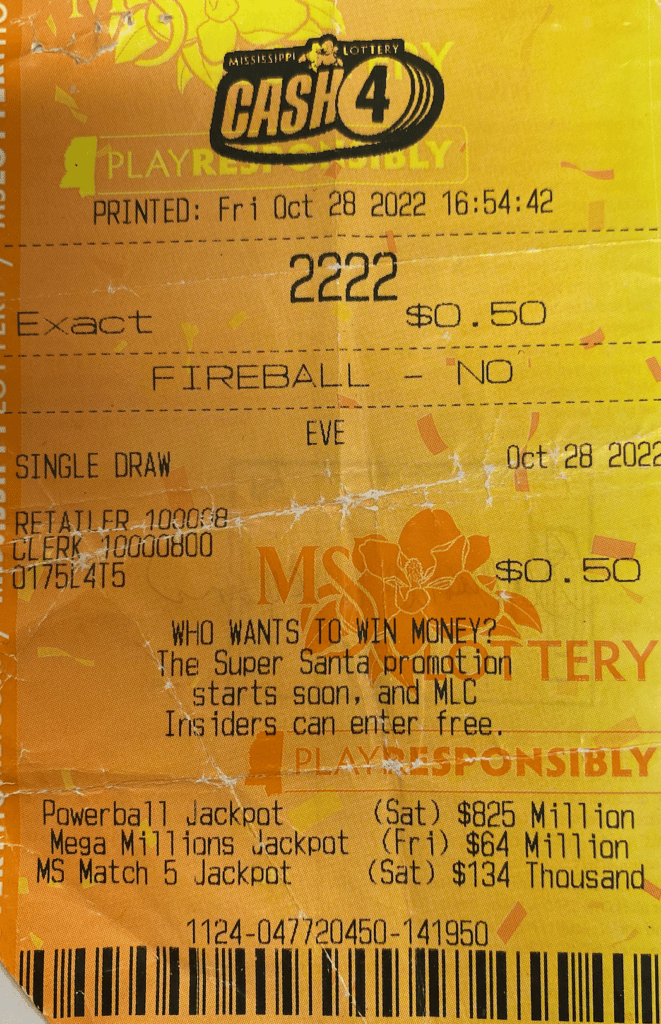 MISSISSIPPI LOTTERY
CASH 4
PLAYRESPONSIBLY
PRINTED: Fri Oct 28 2022 16:54:42
2222
Exact $0.50
FIREBALL - NO
EVE
SINGLE DRAW Oct 28 2022
RETAILER 100008
CLERK 10000800
0175L4T5 $0.50
MS
LOTTERY
WHO WANTS TO WIN MONEY?
The Super Santa promotion
starts soon, and MLC
Insiders can enter free.
PLAYRESPONSIBLY
Powerball Jackpot (Sat) $825 Million
Mega Millions Jackpot (Fri) $64 Million
MS Match 5 Jackpot (Sat) $134 Thousand
1124-047720450-141950